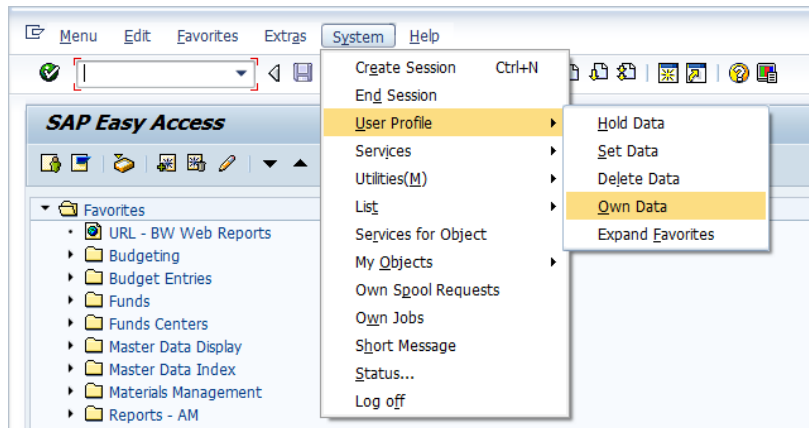 Menu Edit Favorites Extras System Help
Create Session Ctrl+N
End Session
User Profile
Services
Utilities(M)
List
Services for Object
My Objects
Own Spool Requests
Own Jobs
Short Message
Status...
Log off
Hold Data
Set Data
Delete Data
Own Data
Expand Favorites
SAP Easy Access
Favorites
URL - BW Web Reports
Budgeting
Budget Entries
Funds
Funds Centers
Master Data Display
Master Data Index
Materials Management
Reports - AM